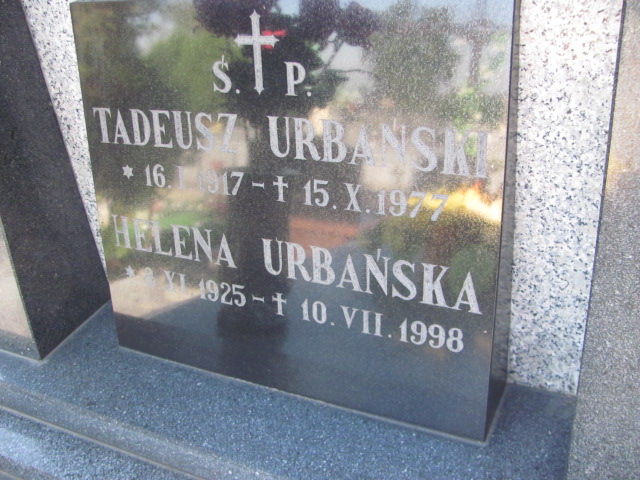 Ś. P.
TADEUSZ URBAŃSKI
* 16. I. 1917 - † 15. X. 1977
HELENA URBAŃSKA
* VI. 1925 - † 10. VII. 1998